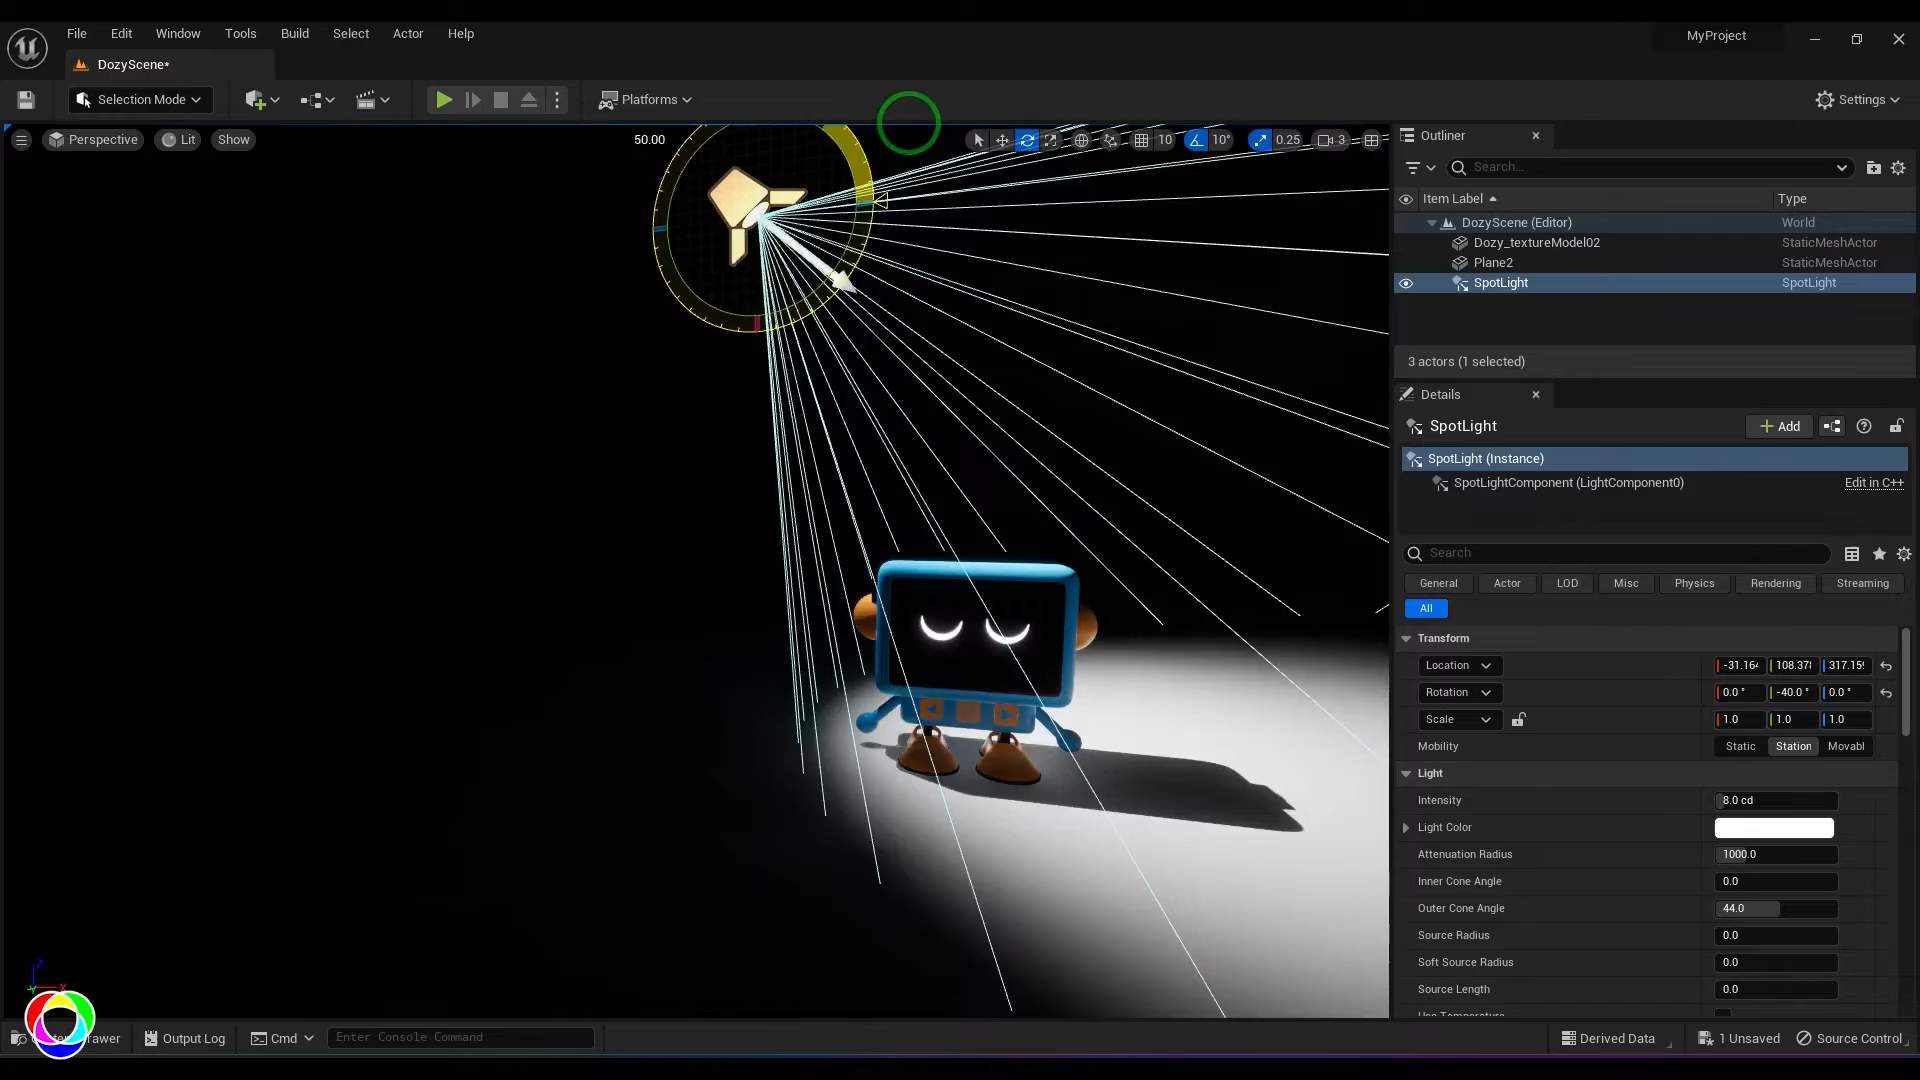 File Edit Window Tools Build Select Actor Help
MyProject
DozyScene*
Selection Mode
Platforms
Settings
Perspective Lit Show
50.00
10 10° 0.25 3
Outliner
Search...
Item Label Type
DozyScene (Editor) World
Dozy_textureModel02 StaticMeshActor
Plane2 StaticMeshActor
SpotLight SpotLight
3 actors (1 selected)
Details
SpotLight
Add
SpotLight (Instance)
SpotLightComponent (LightComponent0) Edit in C++
Search
General Actor LOD Misc Physics Rendering Streaming
All
Transform
Location -31.164 108.378 317.159
Rotation 0.0 ° -40.0 ° 0.0 °
Scale 1.0 1.0 1.0
Mobility Static Station Movabl
Light
Intensity 8.0 cd
Light Color
Attenuation Radius 1000.0
Inner Cone Angle 0.0
Outer Cone Angle 44.0
Source Radius 0.0
Soft Source Radius 0.0
Source Length 0.0
Z
X
Output Log Cmd Enter Console Command
Derived Data 1 Unsaved Source Control